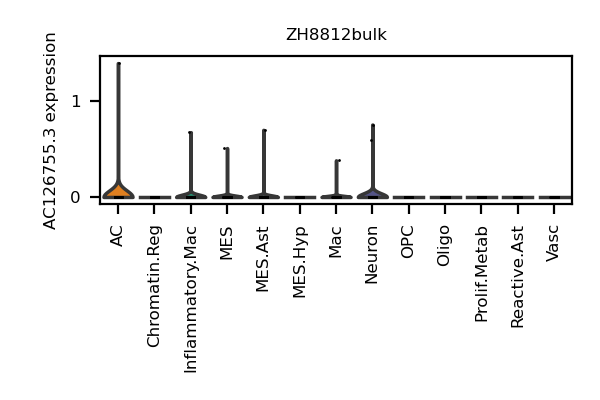 ZH8812bulk
AC126755.3 expression
1
0
AC
Chromatin.Reg
Inflammatory.Mac
MES
MES.Ast
MES.Hyp
Mac
Neuron
OPC
Oligo
Prolif.Metab
Reactive.Ast
Vasc